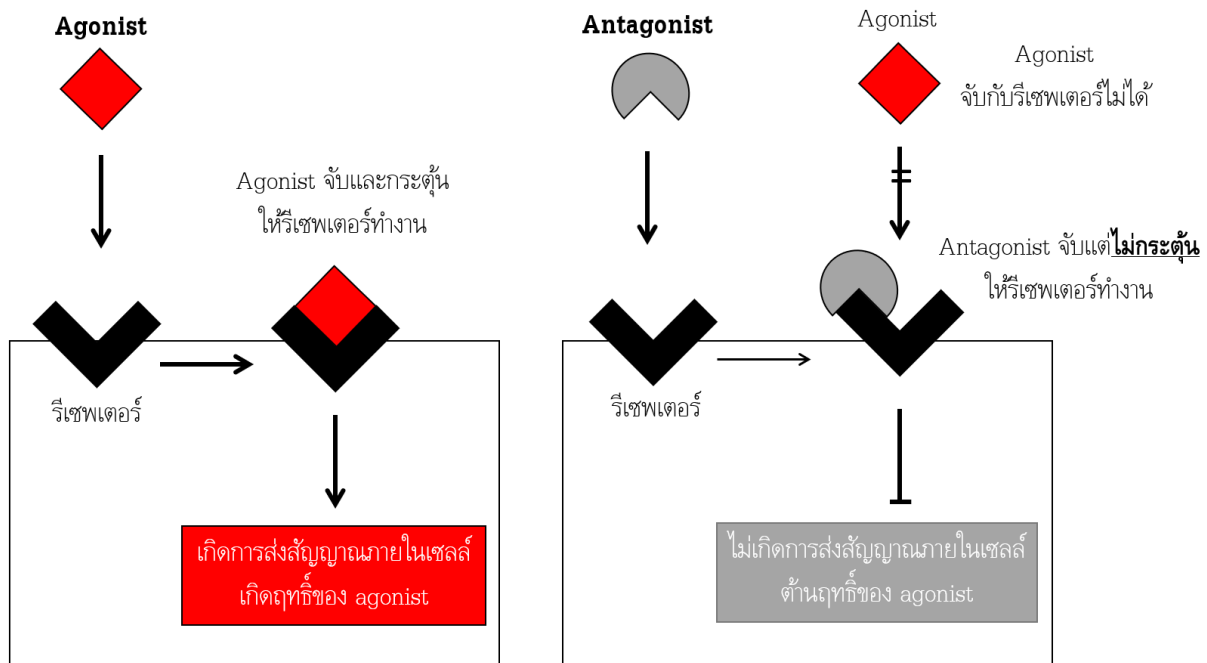 Agonist
Agonist จับและกระตุ้น
ให้รีเซพเตอร์ทำงาน
รีเซพเตอร์
เกิดการส่งสัญญาณภายในเซลล์
เกิดฤทธิ์ของ agonist
Antagonist
Agonist
Agonist
จับกับรีเซพเตอร์ไม่ได้
Antagonist จับแต่ไม่กระตุ้น
ให้รีเซพเตอร์ทำงาน
รีเซพเตอร์
ไม่เกิดการส่งสัญญาณภายในเซลล์
ต้านฤทธิ์ของ agonist